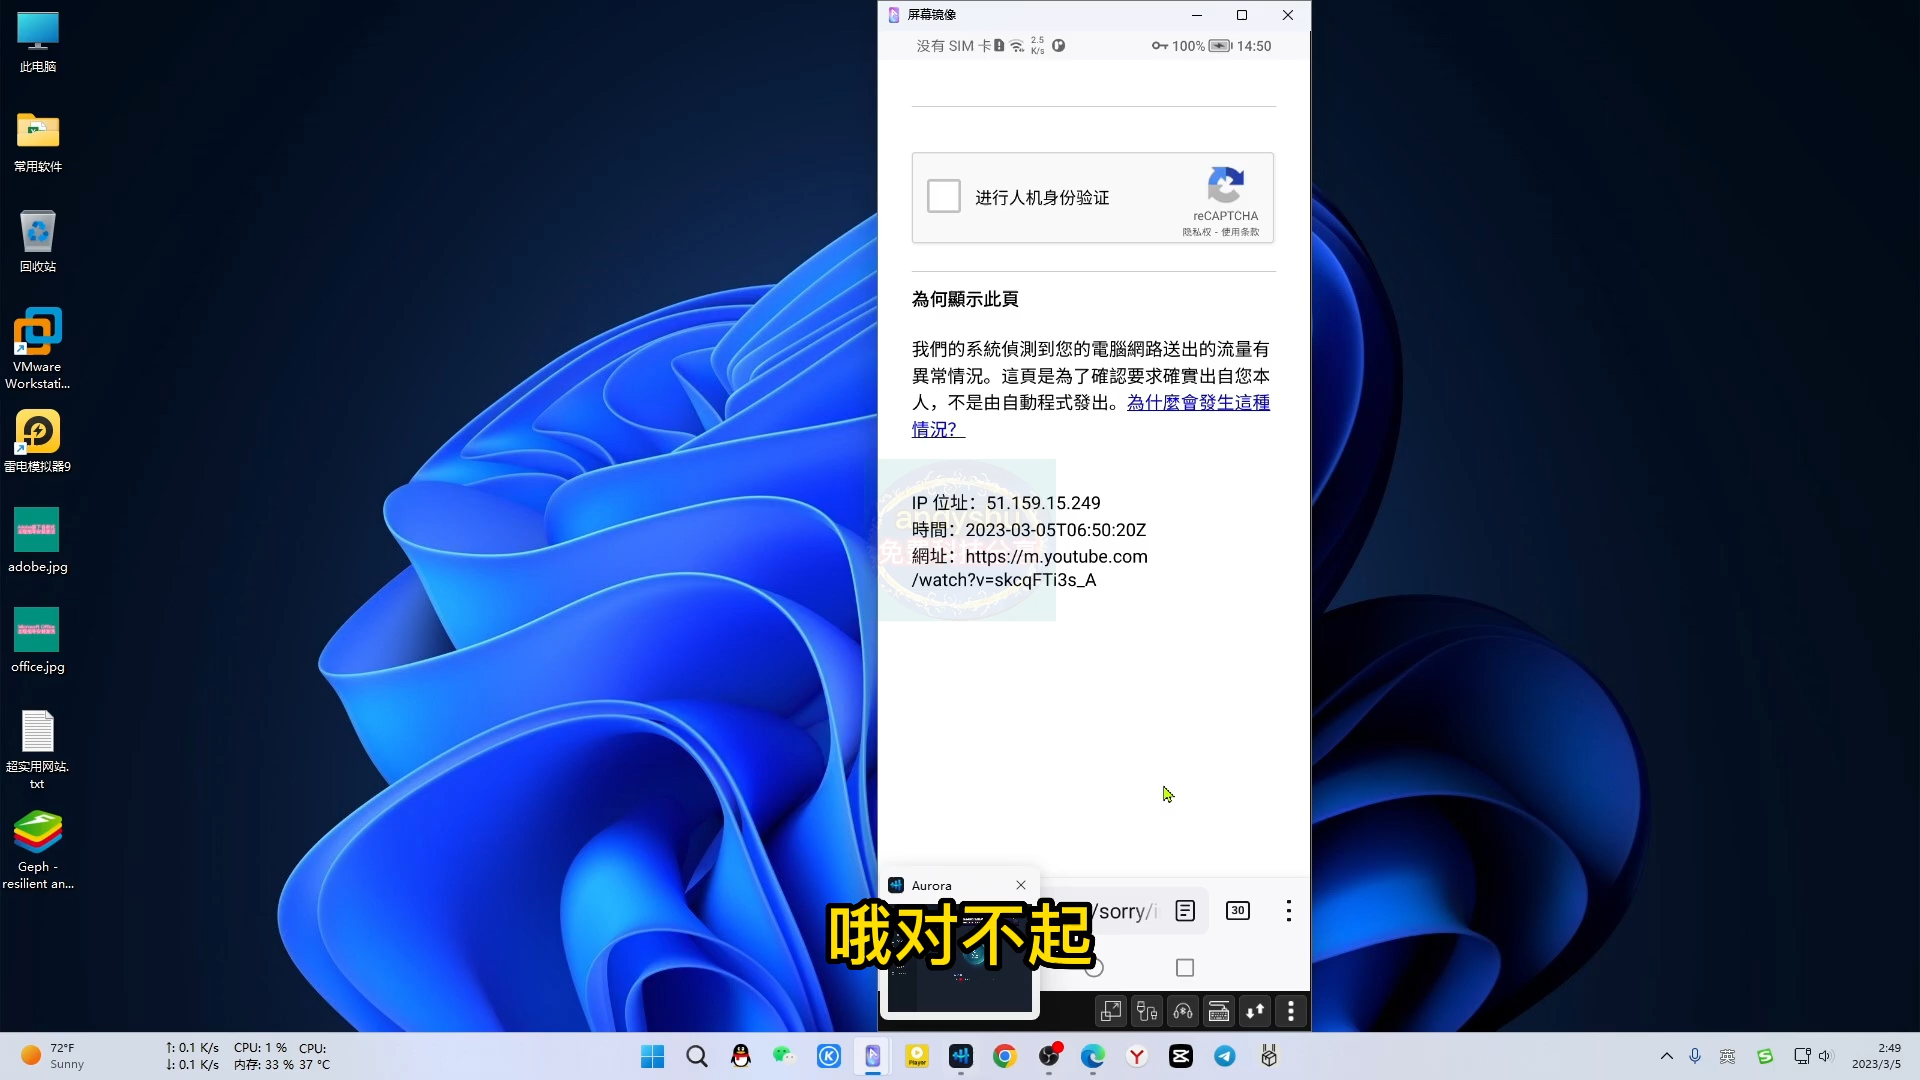 此电脑
常用软件
回收站
VMware
Workstati...
雷电模拟器9
adobe.jpg
office.jpg
超实用网站.
txt
Geph -
resilient an...
屏幕镜像
没有 SIM 卡
2.5
K/s
100%
14:50
进行人机身份验证
reCAPTCHA
隐私权 - 使用条款
為何顯示此頁
我們的系統偵測到您的電腦網路送出的流量有
異常情況。這頁是為了確認要求確實出自您本
人，不是由自動程式發出。為什麼會發生這種
情況？
IP 位址：51.159.15.249
時間：2023-03-05T06:50:20Z
網址：https://m.youtube.com
/watch?v=skcqFTi3s_A
Aurora
/sorry/i
30
哦对不起
72°F
Sunny
↑: 0.1 K/s
↓: 0.1 K/s
CPU: 1 %
内存: 33 %
CPU:
37 °C
Player
英
2:49
2023/3/5